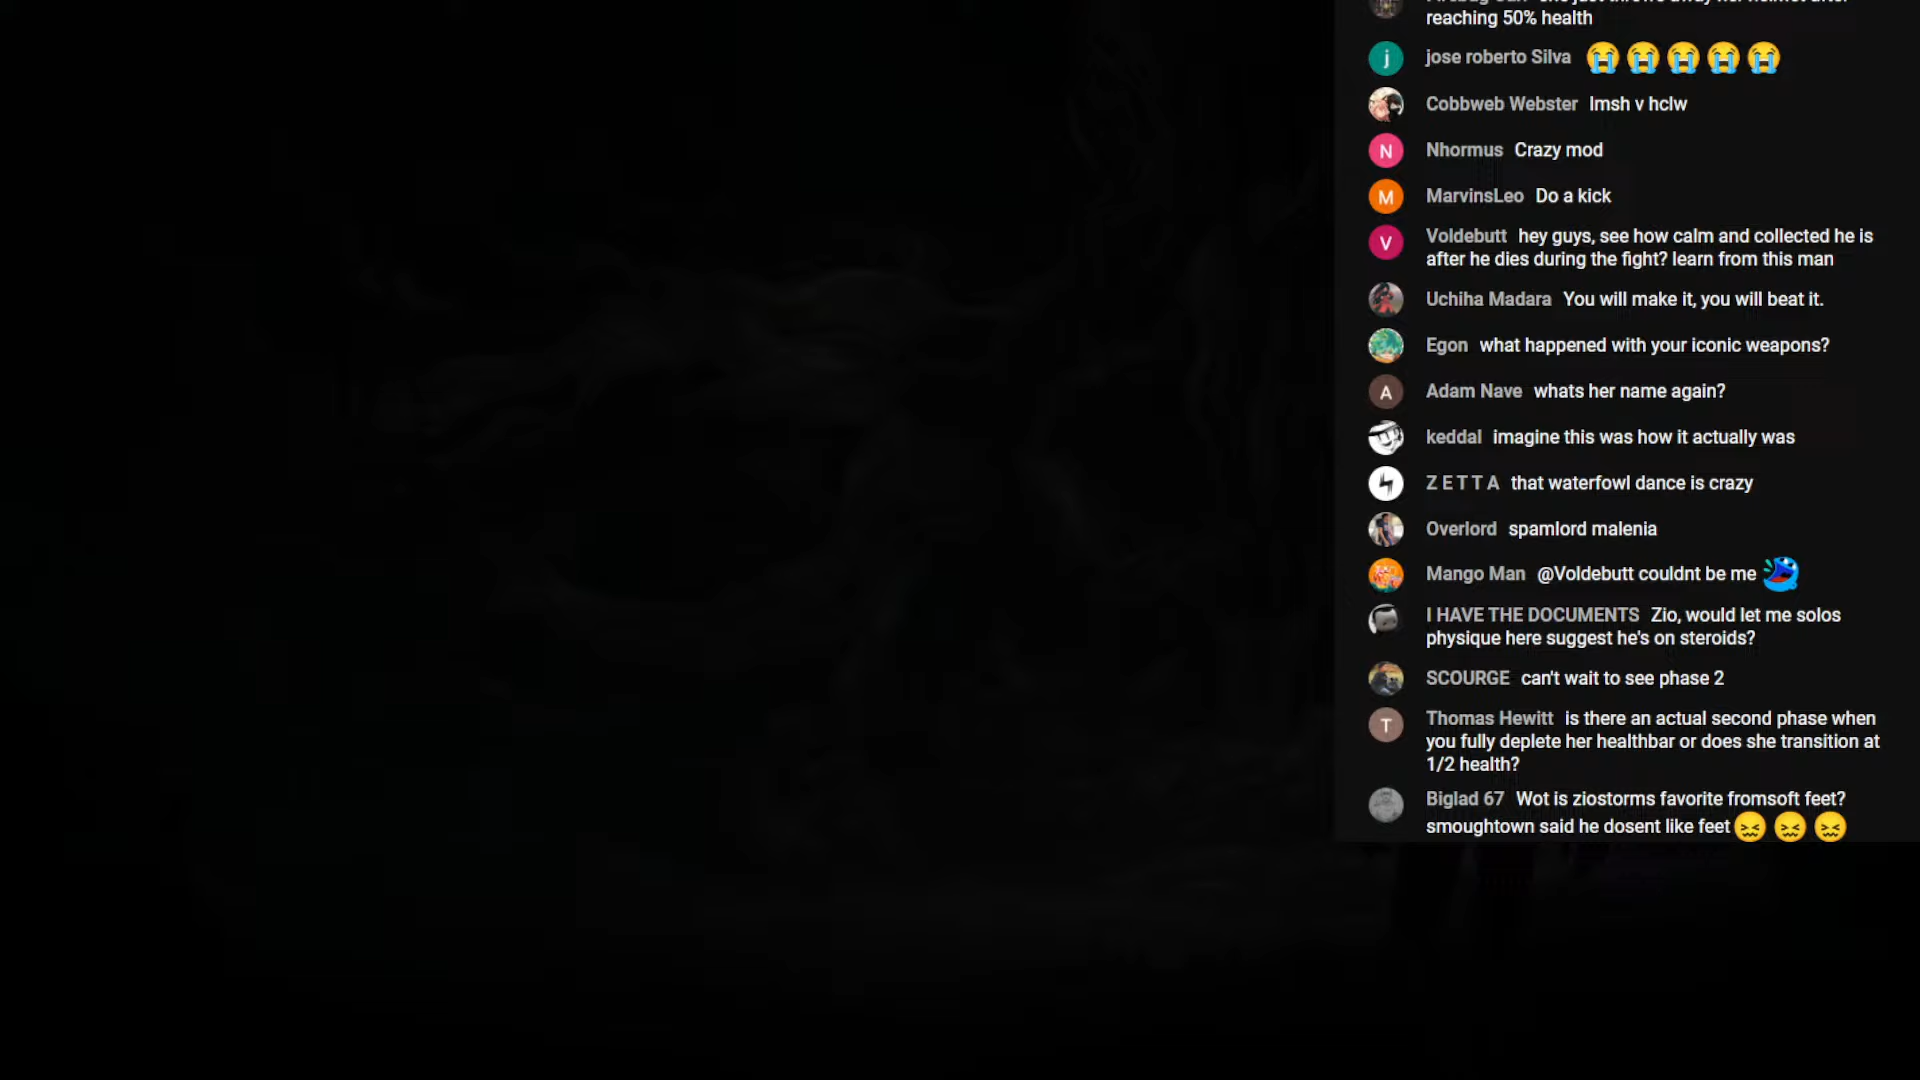 reaching 50% health
j jose roberto Silva 😭😭😭😭😭
Cobbweb Webster lmsh v hclw
N Nhormus Crazy mod
M MarvinsLeo Do a kick
V Voldebutt hey guys, see how calm and collected he is
after he dies during the fight? learn from this man
Uchiha Madara You will make it, you will beat it.
Egon what happened with your iconic weapons?
A Adam Nave whats her name again?
keddal imagine this was how it actually was
Z E T T A that waterfowl dance is crazy
Overlord spamlord malenia
Mango Man @Voldebutt couldnt be me
I HAVE THE DOCUMENTS Zio, would let me solos
physique here suggest he's on steroids?
SCOURGE can't wait to see phase 2
T Thomas Hewitt is there an actual second phase when
you fully deplete her healthbar or does she transition at
1/2 health?
Biglad 67 Wot is ziostorms favorite fromsoft feet?
smoughtown said he dosent like feet😖😖😖